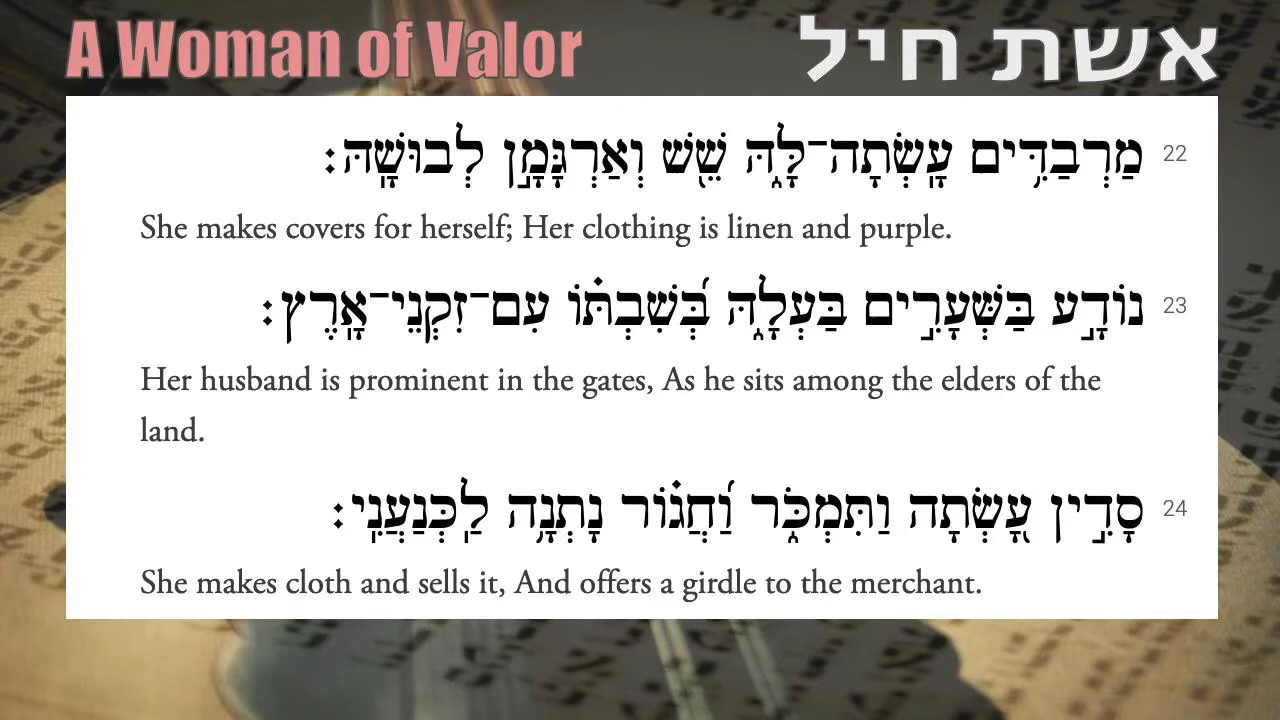 A Woman of Valor
אשת חיל
22 מַרְבַדִּ֥ים עָֽשְׂתָה־לָּ֑הּ שֵׁ֖שׁ וְאַרְגָּמָ֣ן לְבוּשָֽׁהּ׃
She makes covers for herself; Her clothing is linen and purple.
23 נוֹדָ֣ע בַּשְּׁעָרִ֣ים בַּעְלָ֑הּ בְּ֝שִׁבְתּ֗וֹ עִם־זִקְנֵי־אָֽרֶץ׃
Her husband is prominent in the gates, As he sits among the elders of the
land.
24 סָדִ֣ין עָ֭שְׂתָה וַתִּמְכֹּ֑ר וַ֝חֲג֗וֹר נָתְנָ֥ה לַֽכְּנַעֲנִֽי׃
She makes cloth and sells it, And offers a girdle to the merchant.